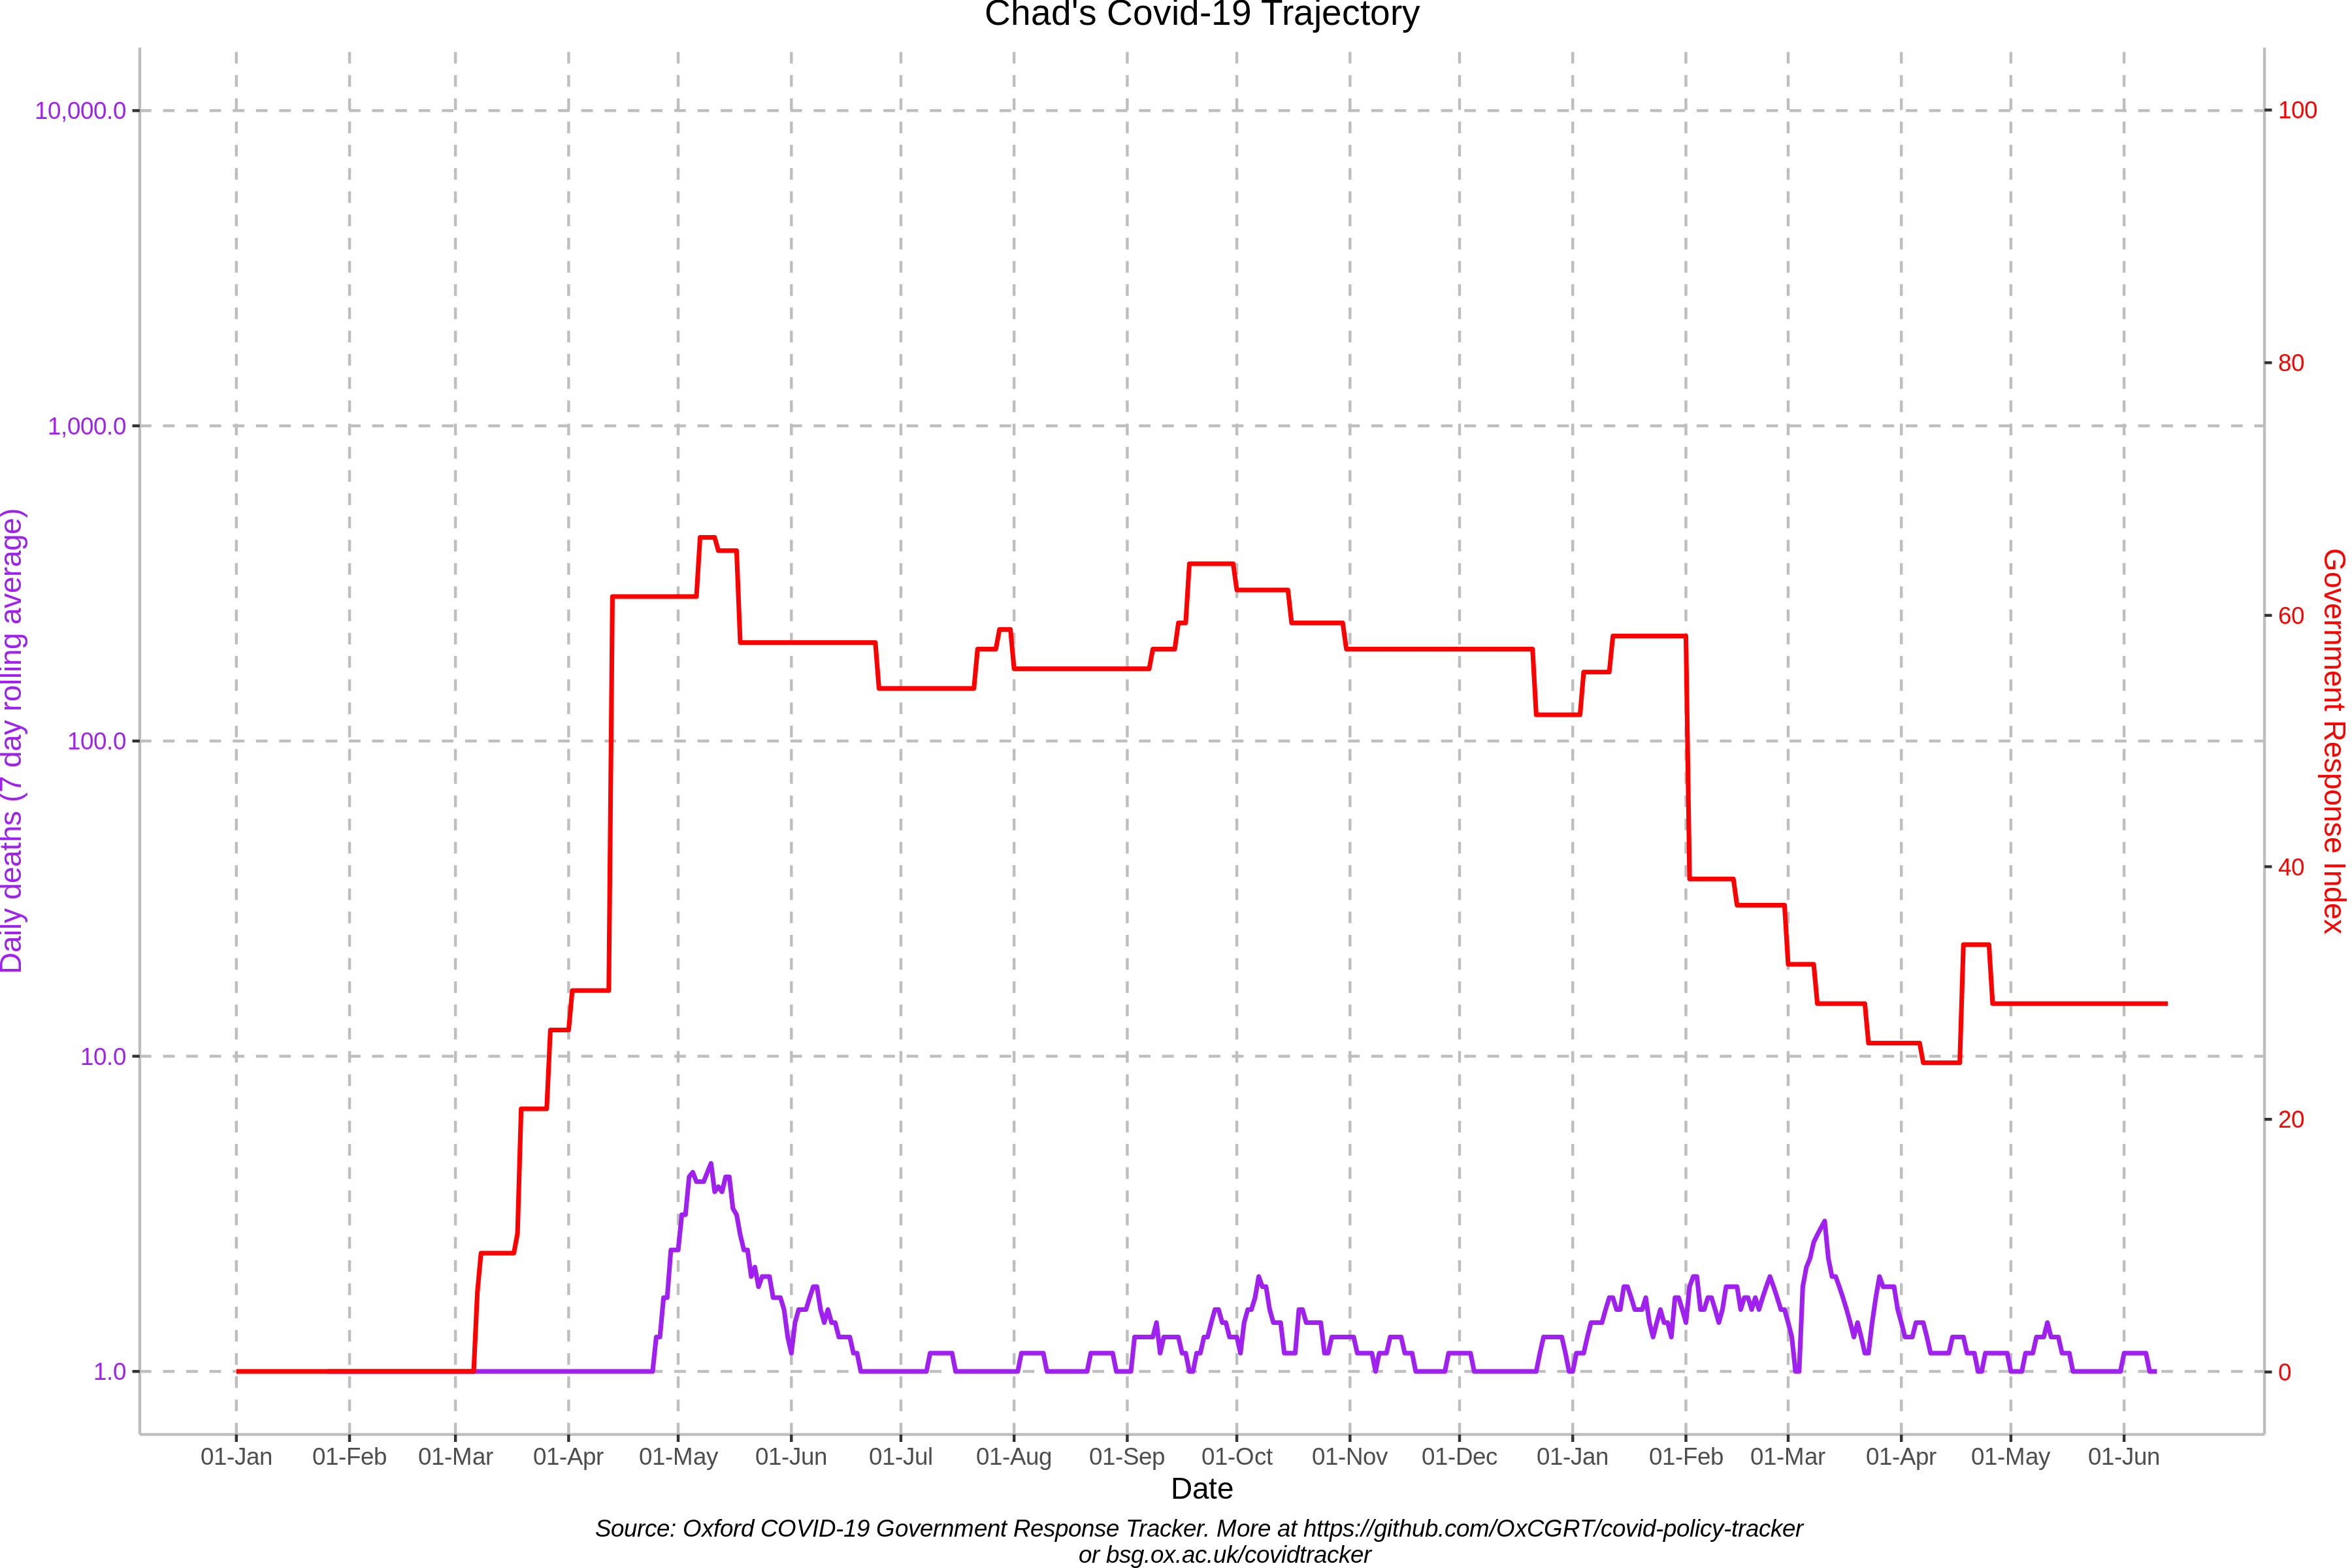 Chad's Covid-19 Trajectory
10,000.0
1,000.0
100.0
10.0
1.0
Daily deaths (7 day rolling average)
100
80
60
40
20
0
Government Response Index
01-Jan 01-Feb 01-Mar 01-Apr 01-May 01-Jun 01-Jul 01-Aug 01-Sep 01-Oct 01-Nov 01-Dec 01-Jan 01-Feb 01-Mar 01-Apr 01-May 01-Jun
Date
Source: Oxford COVID-19 Government Response Tracker. More at https://github.com/OxCGRT/covid-policy-tracker
or bsg.ox.ac.uk/covidtracker